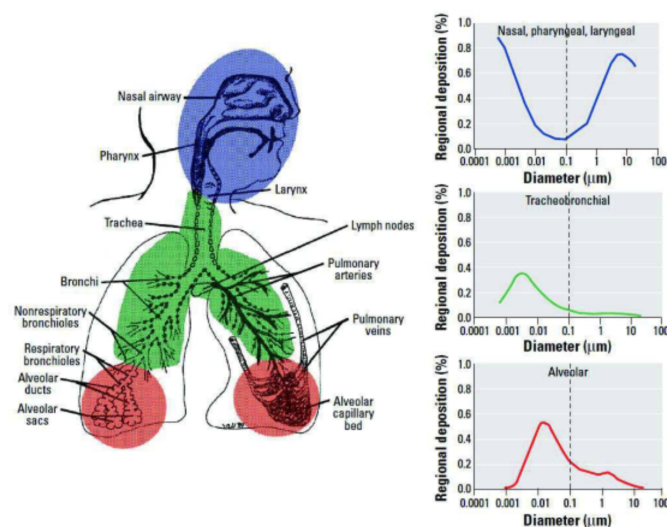 Nasal airway
Pharynx
Larynx
Trachea
Lymph nodes
Pulmonary
arteries
Bronchi
Nonrespiratory
bronchioles
Pulmonary
veins
Respiratory
bronchioles
Alveolar
ducts
Alveolar
sacs
Alveolar
capillary
bed
Nasal, pharyngeal, laryngeal
Regional deposition (%)
1.0
0.8
0.6
0.4
0.2
0.0
0.0001 0.001 0.01 0.1 1 10 100
Diameter (μm)
Tracheobronchial
Regional deposition (%)
1.0
0.8
0.6
0.4
0.2
0.0
0.0001 0.001 0.01 0.1 1 10 100
Diameter (μm)
Alveolar
Regional deposition (%)
1.0
0.8
0.6
0.4
0.2
0.0
0.0001 0.001 0.01 0.1 1 10 100
Diameter (μm)